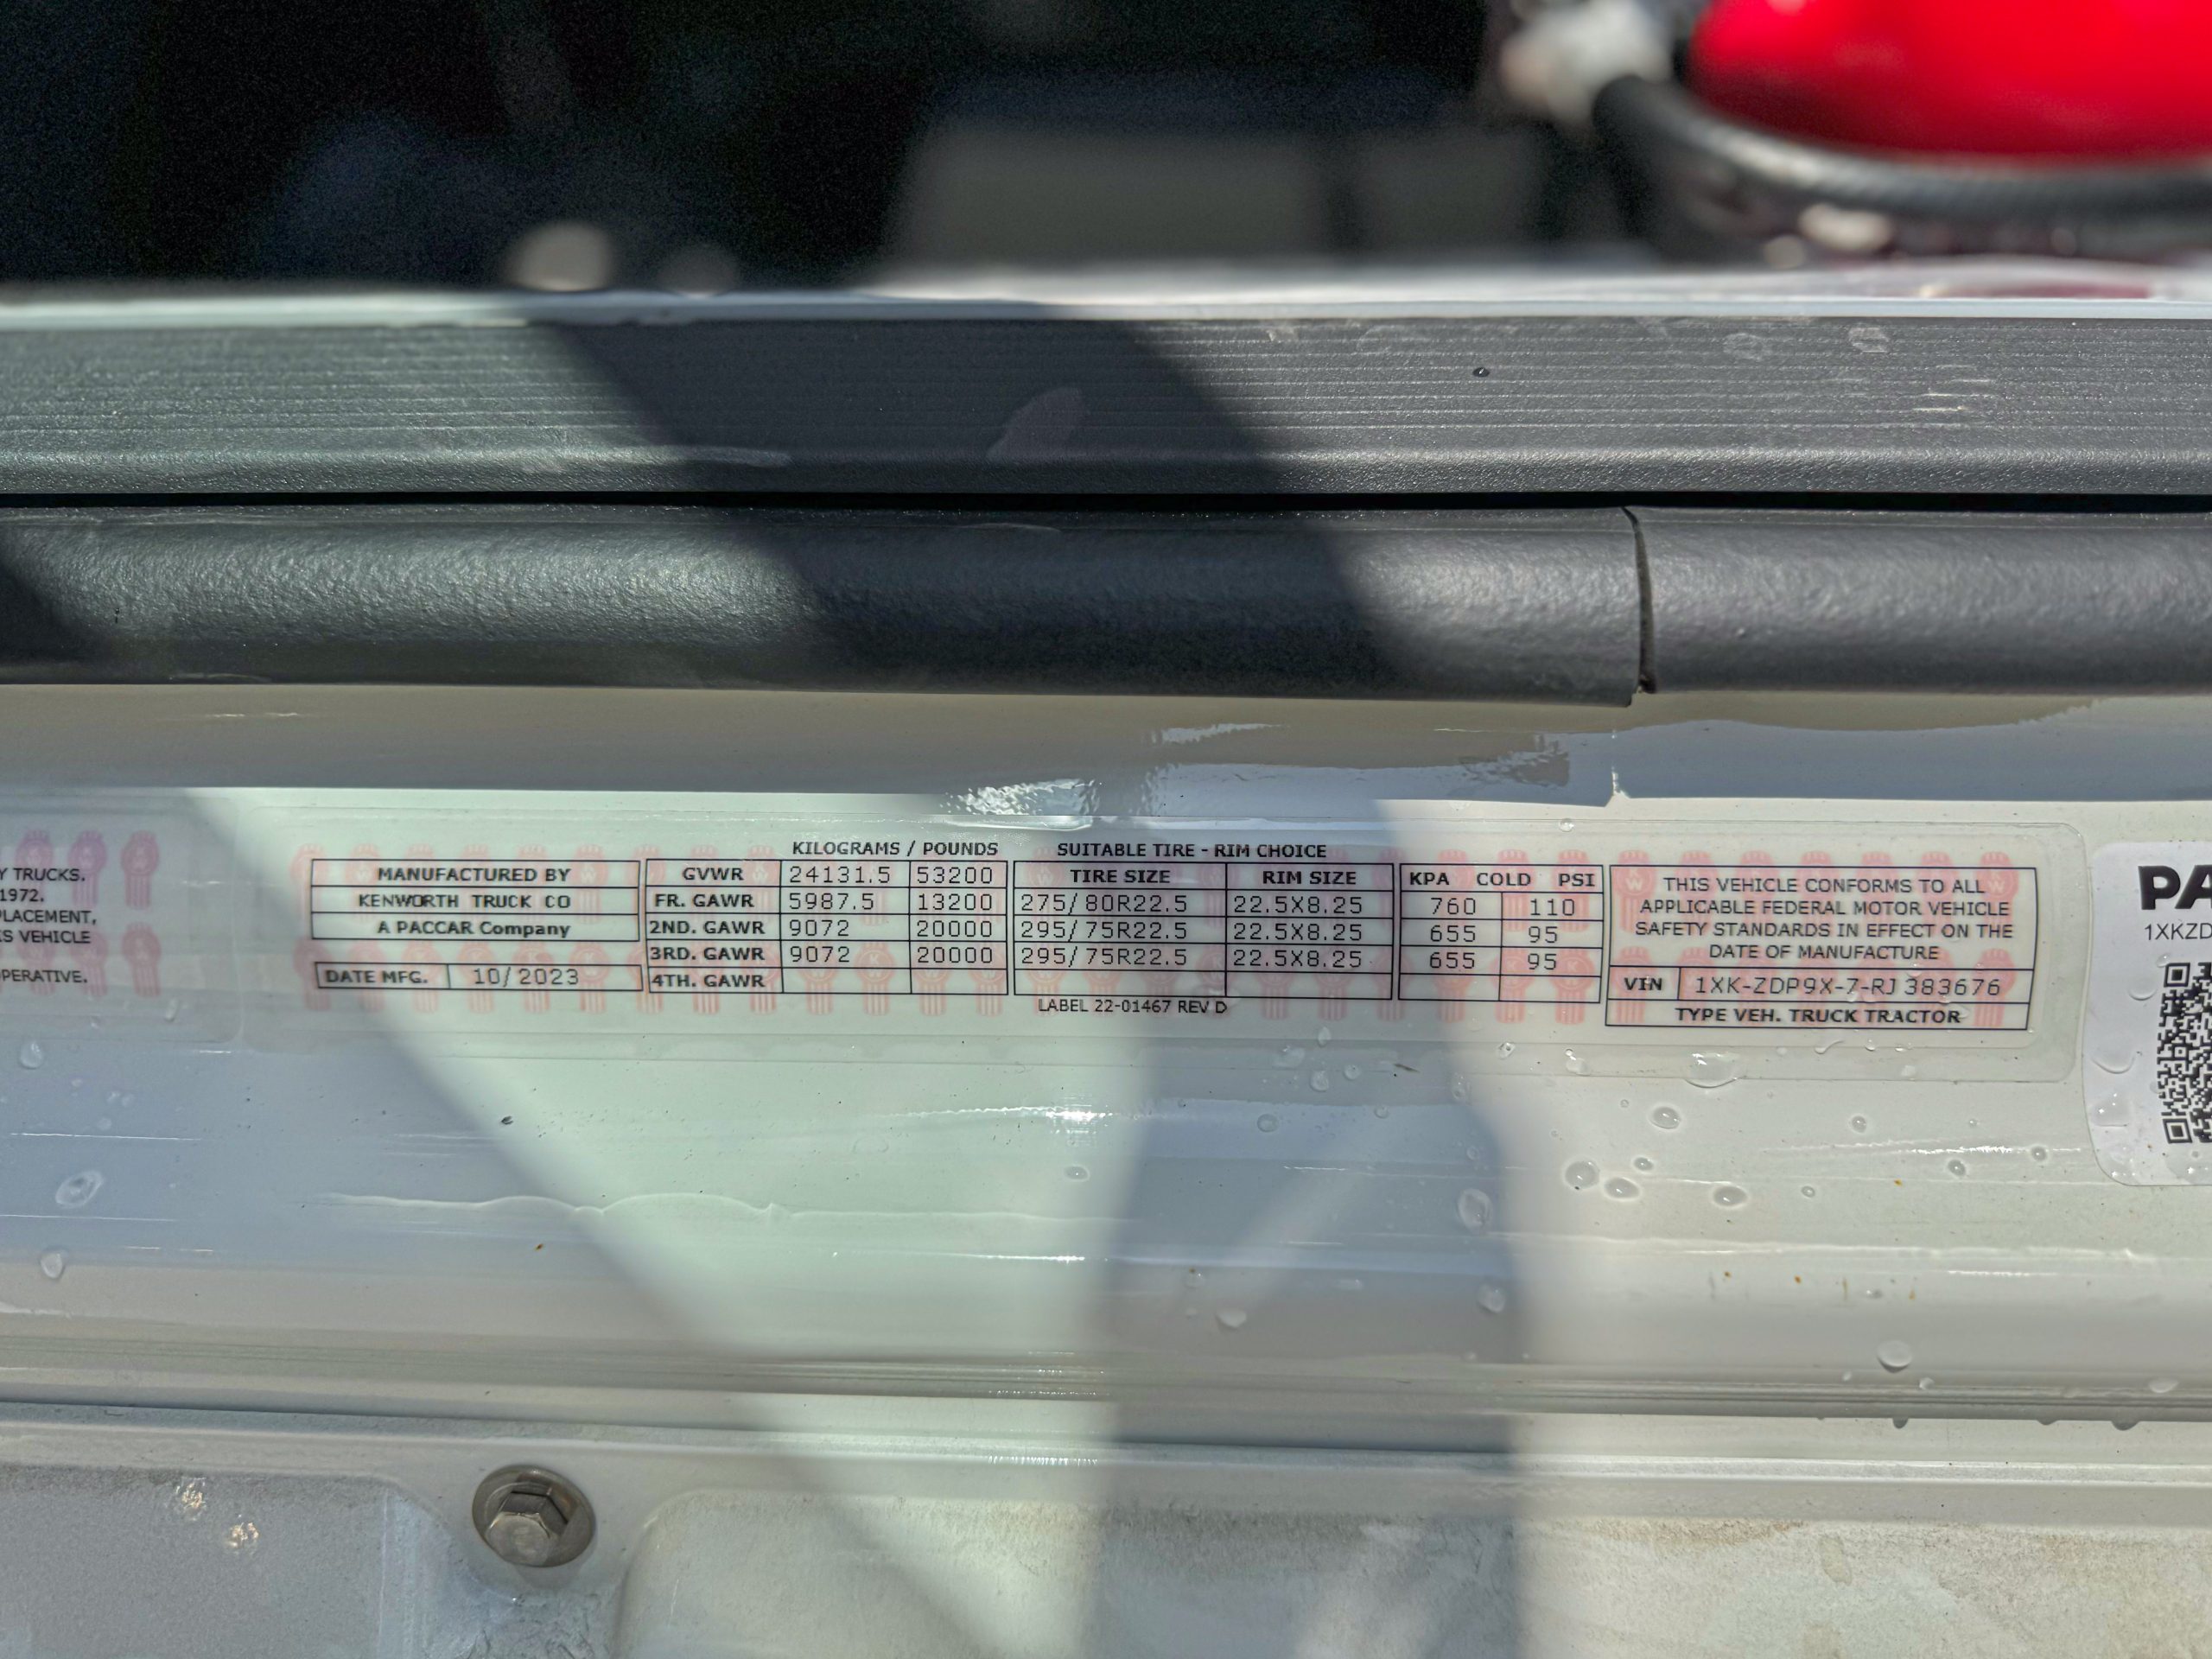 Y TRUCKS.
1972.
PLACEMENT,
S VEHICLE
PERATIVE.
MANUFACTURED BY
KENWORTH TRUCK CO
A PACCAR Company
DATE MFG. 10/2023
KILOGRAMS / POUNDS
GVWR 24131.5 53200
FR. GAWR 5987.5 13200
2ND. GAWR 9072 20000
3RD. GAWR 9072 20000
4TH. GAWR
SUITABLE TIRE - RIM CHOICE
TIRE SIZE RIM SIZE
275/80R22.5 22.5X8.25
295/75R22.5 22.5X8.25
295/75R22.5 22.5X8.25
LABEL 22-01467 REV D
KPA COLD PSI
760 110
655 95
655 95
THIS VEHICLE CONFORMS TO ALL
APPLICABLE FEDERAL MOTOR VEHICLE
SAFETY STANDARDS IN EFFECT ON THE
DATE OF MANUFACTURE
VIN 1XK-ZDP9X-7-RJ383676
TYPE VEH. TRUCK TRACTOR
PA
1XKZD